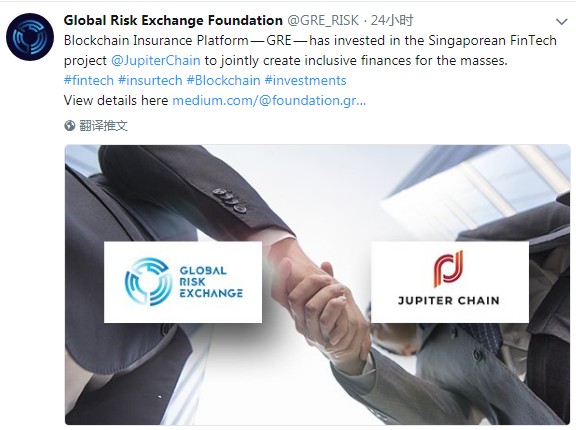 Global Risk Exchange Foundation @GRE_RISK · 24小时
Blockchain Insurance Platform — GRE — has invested in the Singaporean FinTech
project @JupiterChain to jointly create inclusive finances for the masses.
#fintech #insurtech #Blockchain #investments
View details here medium.com/@foundation.gr...
翻译推文
GLOBAL
RISK
EXCHANGE
JUPITER CHAIN